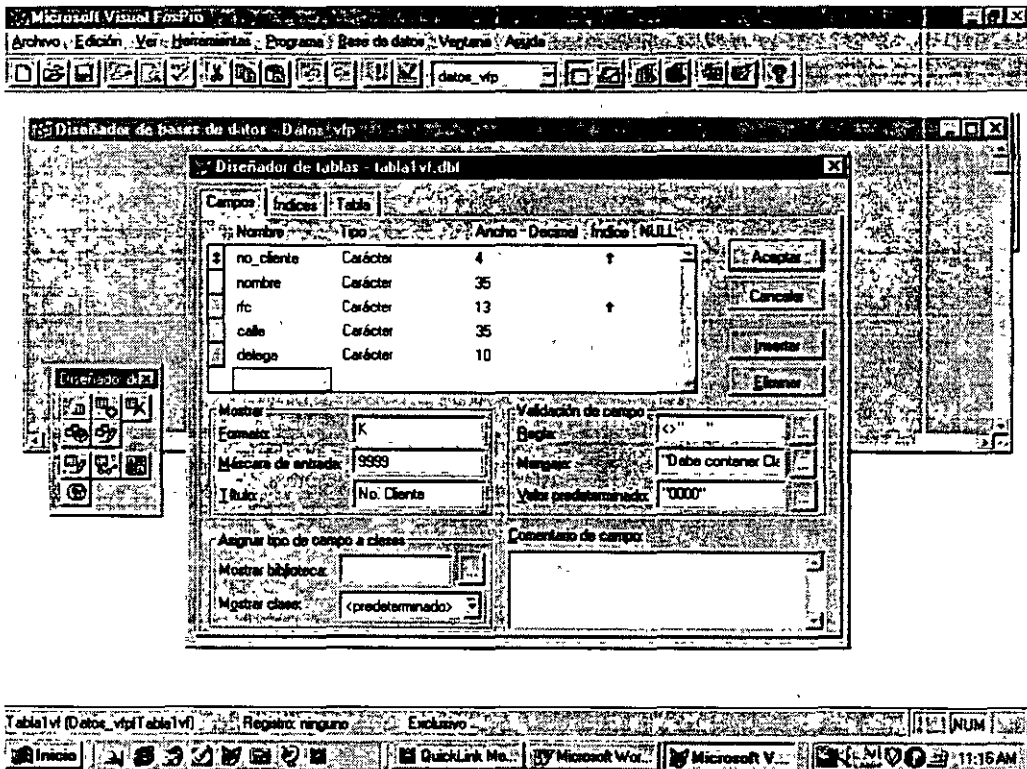 Microsoft Visual FoxPro
Archivo Edición Ver Herramientas Programa Base de datos Ventana Ayuda
datos_vfp
Diseñador de bases de datos - Datos_vfp
Diseñador de tablas - tabla1vf.dbf
Campos Índices Tabla
Nombre Tipo Ancho Decimal Índice NULL
no_cliente Carácter 4
nombre Carácter 35
rfc Carácter 13
calle Carácter 35
delega Carácter 10
Aceptar
Cancelar
Insertar
Eliminar
Diseñador de
Mostrar
Formato: K
Máscara de entrada: 9999
Título: No. Cliente
Validación de campo
Regla: <>"    "
Mensaje: "Debe contener Cla
Valor predeterminado: "0000"
Asignar tipo de campo a clases
Mostrar biblioteca: ...
Mostrar clase: <predeterminado>
Comentario de campo:
Tabla1vf (Datos_vfp!Tabla1vf) Registro: ninguno Exclusivo NUM
Inicio QuickLink Me... Microsoft Wor... Microsoft V... 11:16 AM